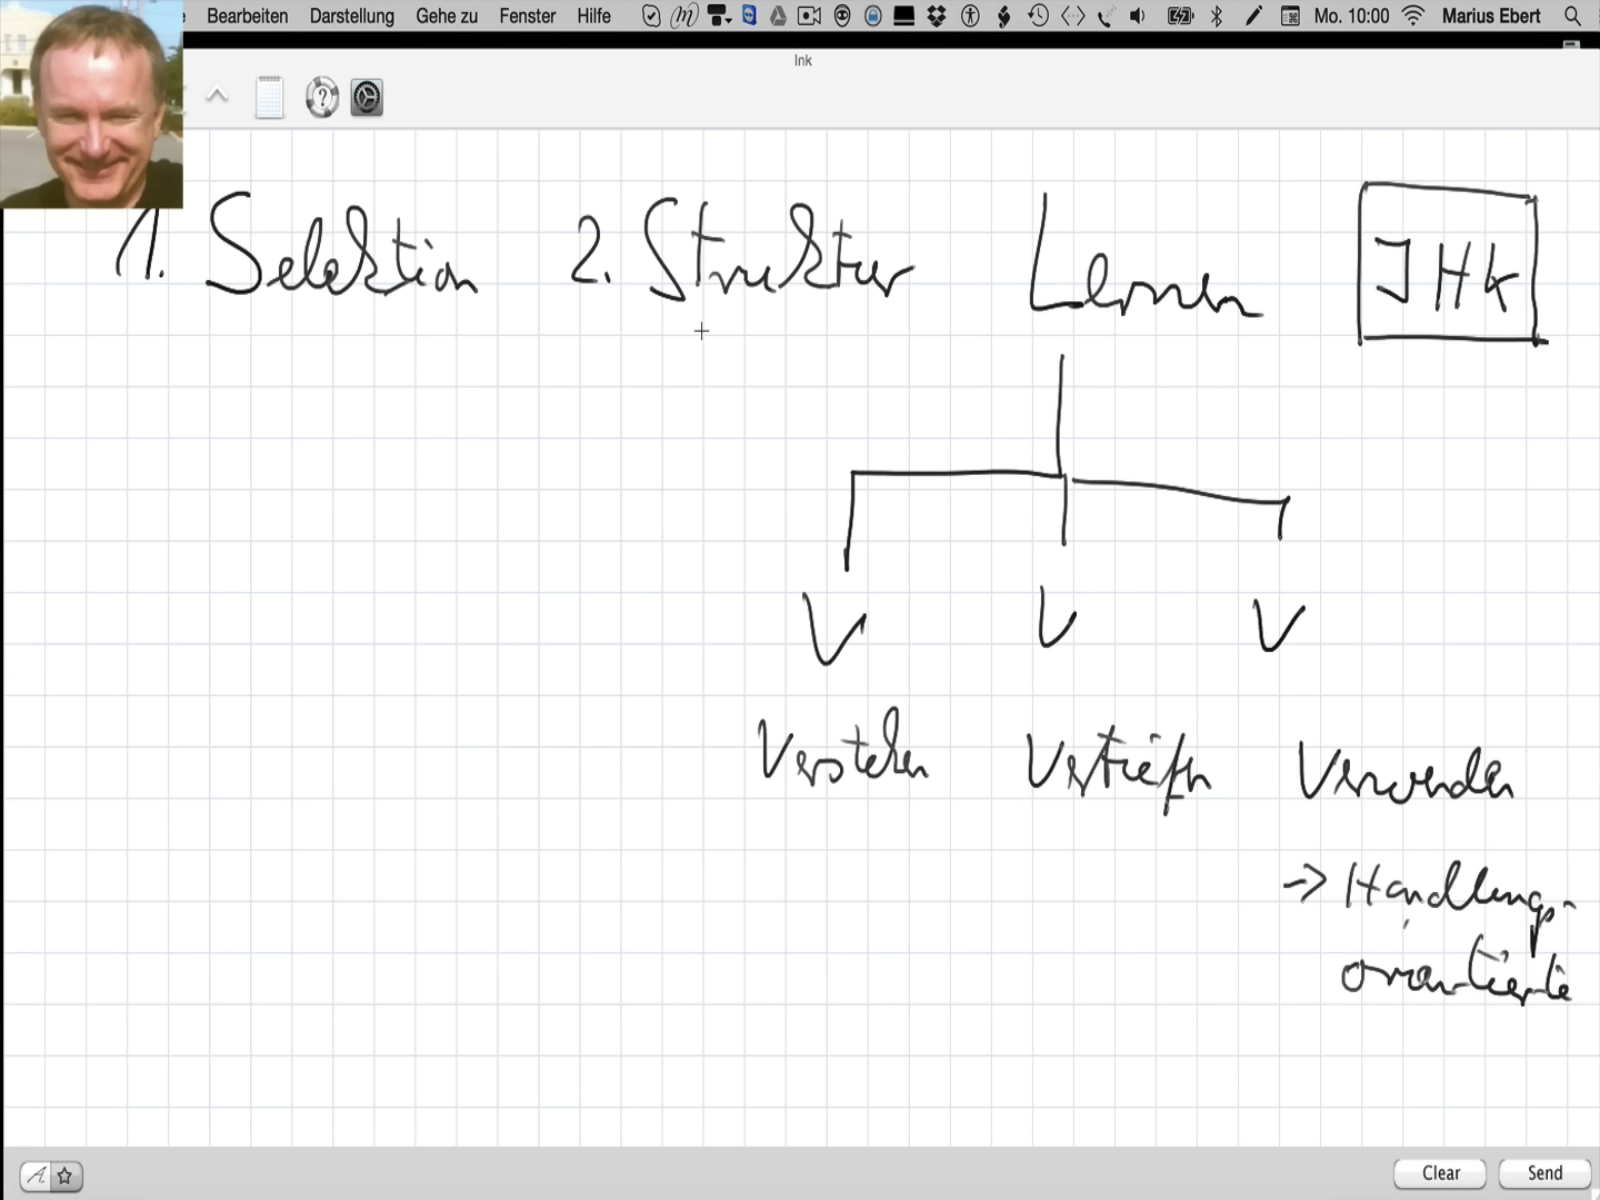 Bearbeiten Darstellung Gehe zu Fenster Hilfe Mo. 10:00 Marius Ebert
Ink
1. Selektion 2. Struktur Lernen IHK
V V V
Verstehen Vertiefen Verwenden
→ Handlungs-
orientierte
Clear Send